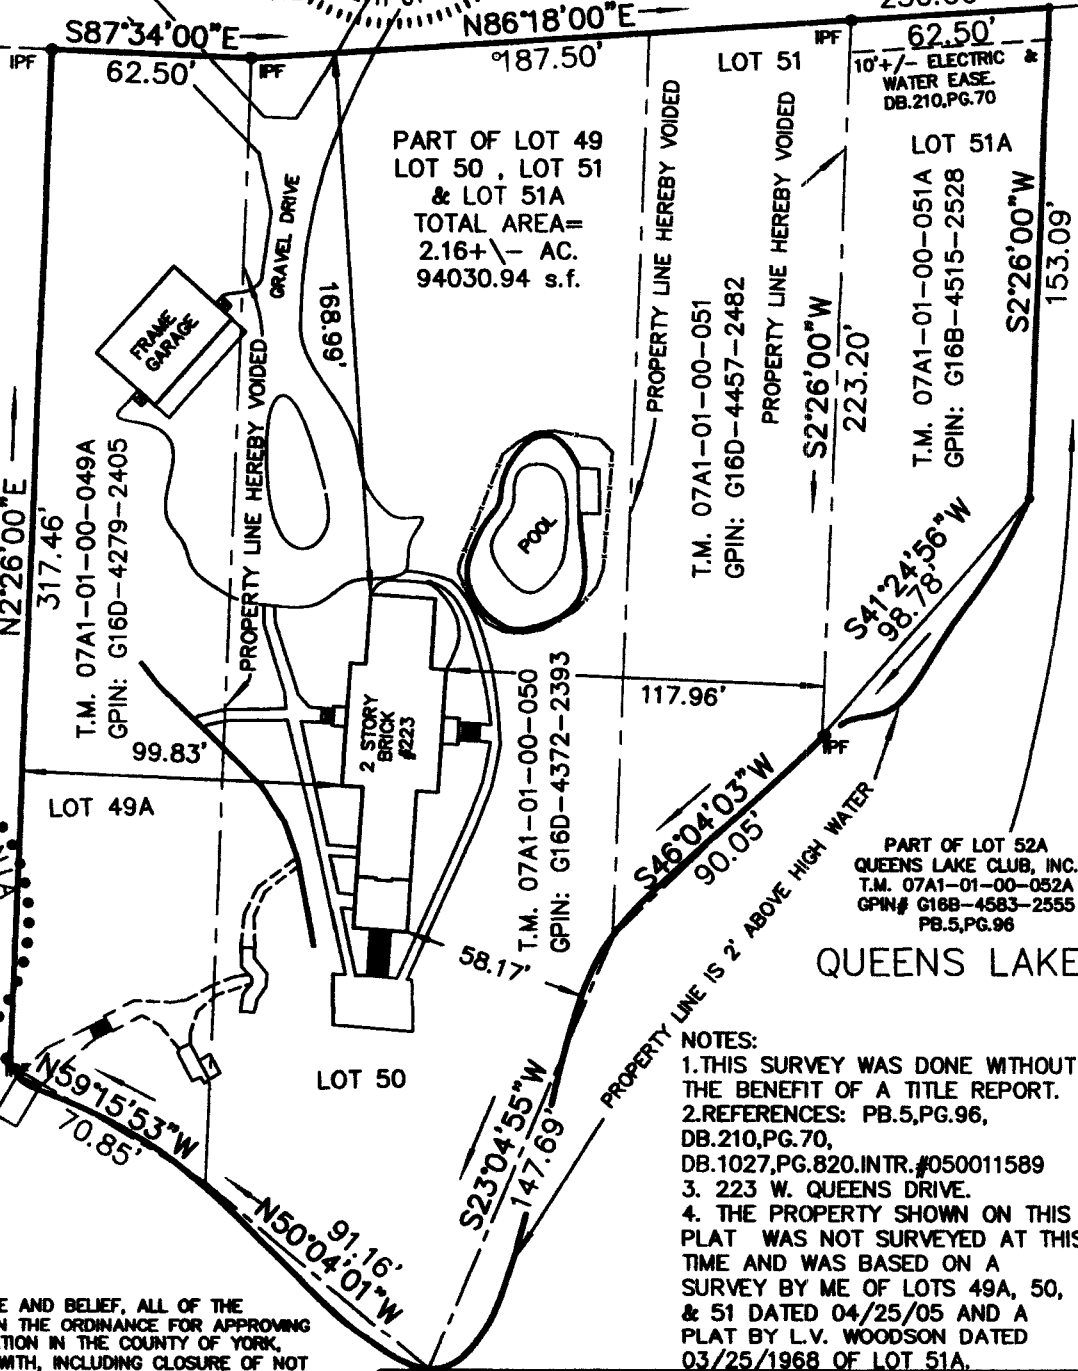 S87°34'00"E
62.50'
N86°18'00"E
187.50'
62.50'
IPF
IPF
IPF
LOT 51
10'+/- ELECTRIC &
WATER EASE.
DB.210,PG.70
LOT 51A
PART OF LOT 49
LOT 50 , LOT 51
& LOT 51A
TOTAL AREA=
2.16+\- AC.
94030.94 s.f.
GRAVEL DRIVE
FRAME
GARAGE
168.99'
PROPERTY LINE HEREBY VOIDED
PROPERTY LINE HEREBY VOIDED
PROPERTY LINE HEREBY VOIDED
T.M. 07A1-01-00-051
GPIN: G16D-4457-2482
S2°26'00"W
223.20'
T.M. 07A1-01-00-051A
GPIN: G16B-4515-2528
S2°26'00"W
153.09'
N2°26'00"E
317.46'
T.M. 07A1-01-00-049A
GPIN: G16D-4279-2405
POOL
S41°24'56"W
98.78'
2 STORY
BRICK
#223
117.96'
T.M. 07A1-01-00-050
GPIN: G16D-4372-2393
99.83'
LOT 49A
IPF
S46°04'03"W
90.05'
PART OF LOT 52A
QUEENS LAKE CLUB, INC.
T.M. 07A1-01-00-052A
GPIN# G16B-4583-2555
PB.5,PG.96
QUEENS LAKE
58.17'
PROPERTY LINE IS 2' ABOVE HIGH WATER
LOT 50
N59°15'53"W
70.85'
S23°04'55"W
147.69'
91.16'
N50°04'01"W
NOTES:
1.THIS SURVEY WAS DONE WITHOUT
THE BENEFIT OF A TITLE REPORT.
2.REFERENCES: PB.5,PG.96,
DB.210,PG.70,
DB.1027,PG.820.INTR.#050011589
3. 223 W. QUEENS DRIVE.
4. THE PROPERTY SHOWN ON THIS
PLAT WAS NOT SURVEYED AT THIS
TIME AND WAS BASED ON A
SURVEY BY ME OF LOTS 49A, 50,
& 51 DATED 04/25/05 AND A
PLAT BY L.V. WOODSON DATED
03/25/1968 OF LOT 51A.
E AND BELIEF, ALL OF THE
N THE ORDINANCE FOR APPROVING
TION IN THE COUNTY OF YORK,
WITH, INCLUDING CLOSURE OF NOT